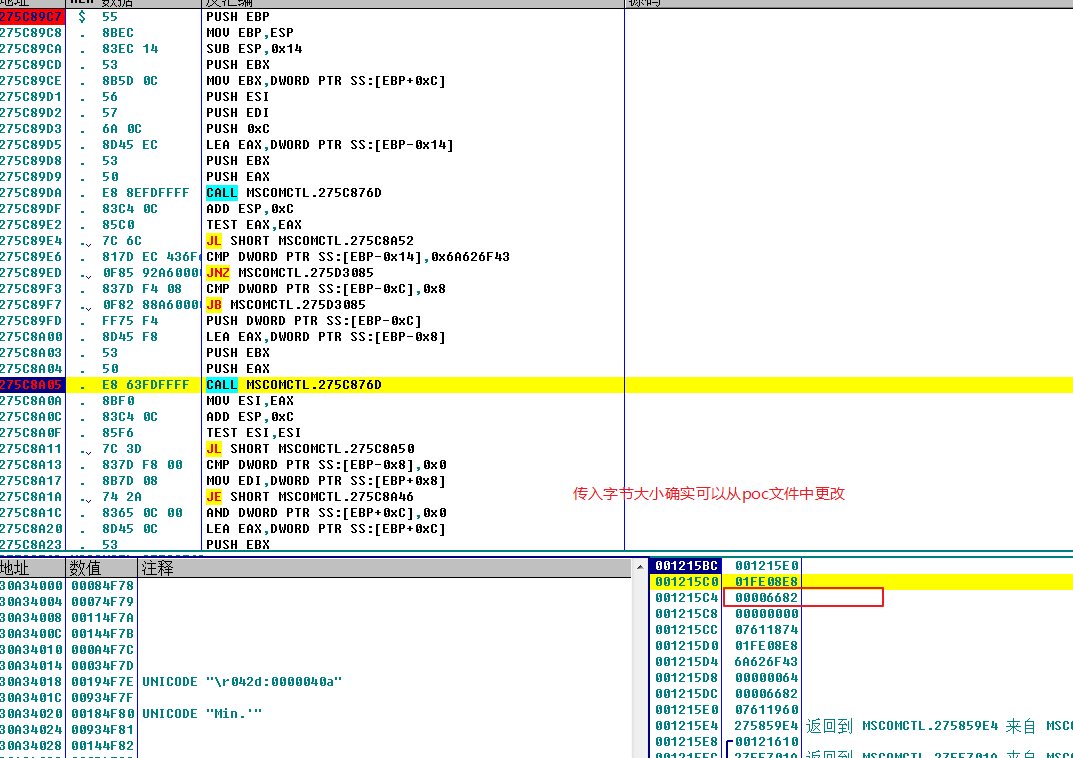 地址 HEX 数据 反汇编 源码
275C89C7 $ 55 PUSH EBP
275C89C8 . 8BEC MOV EBP,ESP
275C89CA . 83EC 14 SUB ESP,0x14
275C89CD . 53 PUSH EBX
275C89CE . 8B5D 0C MOV EBX,DWORD PTR SS:[EBP+0xC]
275C89D1 . 56 PUSH ESI
275C89D2 . 57 PUSH EDI
275C89D3 . 6A 0C PUSH 0xC
275C89D5 . 8D45 EC LEA EAX,DWORD PTR SS:[EBP-0x14]
275C89D8 . 53 PUSH EBX
275C89D9 . 50 PUSH EAX
275C89DA . E8 8EFDFFFF CALL MSCOMCTL.275C876D
275C89DF . 83C4 0C ADD ESP,0xC
275C89E2 . 85C0 TEST EAX,EAX
275C89E4 . 7C 6C JL SHORT MSCOMCTL.275C8A52
275C89E6 . 817D EC 436F CMP DWORD PTR SS:[EBP-0x14],0x6A626F43
275C89ED . 0F85 92A6000 JNZ MSCOMCTL.275D3085
275C89F3 . 837D F4 08 CMP DWORD PTR SS:[EBP-0xC],0x8
275C89F7 . 0F82 88A6000 JB MSCOMCTL.275D3085
275C89FD . FF75 F4 PUSH DWORD PTR SS:[EBP-0xC]
275C8A00 . 8D45 F8 LEA EAX,DWORD PTR SS:[EBP-0x8]
275C8A03 . 53 PUSH EBX
275C8A04 . 50 PUSH EAX
275C8A05 . E8 63FDFFFF CALL MSCOMCTL.275C876D
275C8A0A . 8BF0 MOV ESI,EAX
275C8A0C . 83C4 0C ADD ESP,0xC
275C8A0F . 85F6 TEST ESI,ESI
275C8A11 . 7C 3D JL SHORT MSCOMCTL.275C8A50
275C8A13 . 837D F8 00 CMP DWORD PTR SS:[EBP-0x8],0x0
275C8A17 . 8B7D 08 MOV EDI,DWORD PTR SS:[EBP+0x8]
275C8A1A . 74 2A JE SHORT MSCOMCTL.275C8A46
传入字节大小确实可以从poc文件中更改
275C8A1C . 8365 0C 00 AND DWORD PTR SS:[EBP+0xC],0x0
275C8A20 . 8D45 0C LEA EAX,DWORD PTR SS:[EBP+0xC]
275C8A23 . 53 PUSH EBX
地址 数值 注释
30A34000 00084F78
30A34004 00074F79
30A34008 00114F7A
30A3400C 00144F7B
30A34010 000A4F7C
30A34014 00034F7D
30A34018 00194F7E UNICODE "\r042d:0000040a"
30A3401C 00934F7F
30A34020 00184F80 UNICODE "Min.'"
30A34024 00934F81
30A34028 00144F82
001215BC 001215E0
001215C0 01FE08E8
001215C4 00006682
001215C8 00000000
001215CC 07611874
001215D0 01FE08E8
001215D4 6A626F43
001215D8 00000064
001215DC 00006682
001215E0 07611960
001215E4 275859E4 返回到 MSCOMCTL.275859E4 来自 MSC
001215E8 00121610